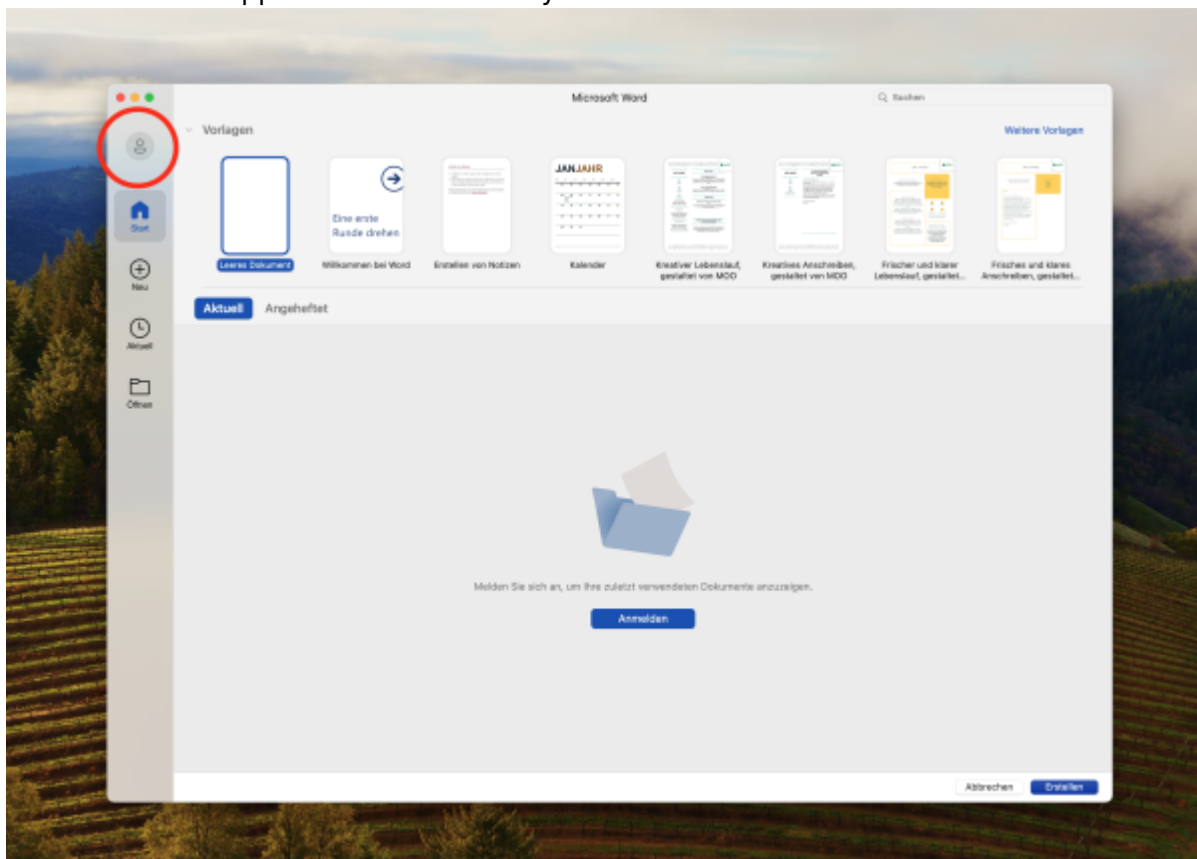 Microsoft Word
Suchen
Vorlagen
Weitere Vorlagen
JANJAHR
Eine erste
Runde drehen
Start
Leeres Dokument
Willkommen bei Word
Erstellen von Notizen
Kalender
Kreativer Lebenslauf,
gestaltet von MOO
Kreatives Anschreiben,
gestaltet von MOO
Frischer und klarer
Lebenslauf, gestaltet...
Frisches und klares
Anschreiben, gestaltet...
Neu
Aktuell Angeheftet
Aktuell
Öffnen
Melden Sie sich an, um Ihre zuletzt verwendeten Dokumente anzuzeigen.
Anmelden
Abbrechen
Erstellen